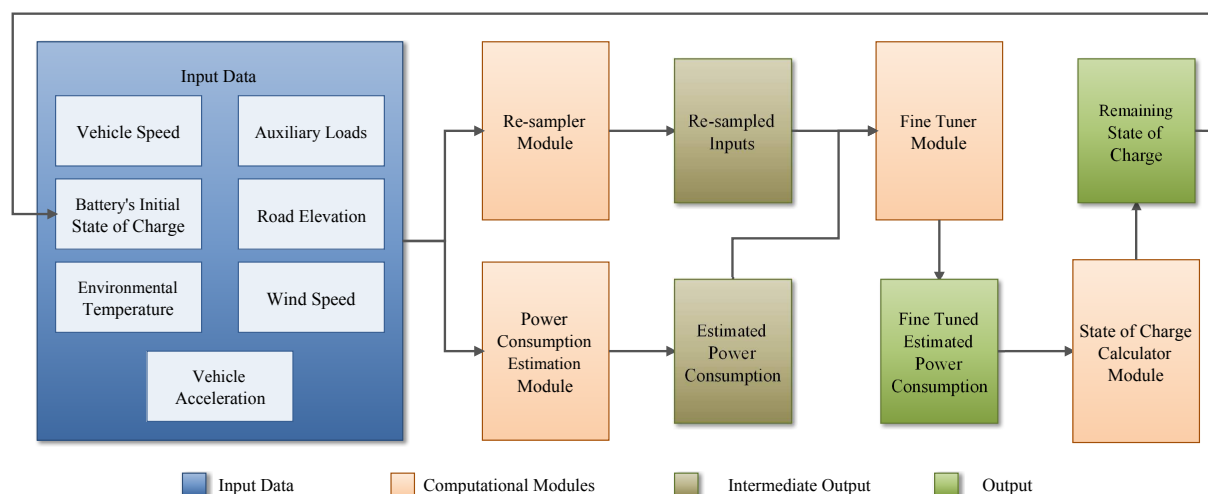 Input Data
Vehicle Speed
Auxiliary Loads
Battery's Initial
State of Charge
Road Elevation
Environmental
Temperature
Wind Speed
Vehicle
Acceleration
Re-sampler
Module
Re-sampled
Inputs
Fine Tuner
Module
Remaining
State of
Charge
Power
Consumption
Estimation
Module
Estimated
Power
Consumption
Fine Tuned
Estimated
Power
Consumption
State of Charge
Calculator
Module
Input Data
Computational Modules
Intermediate Output
Output